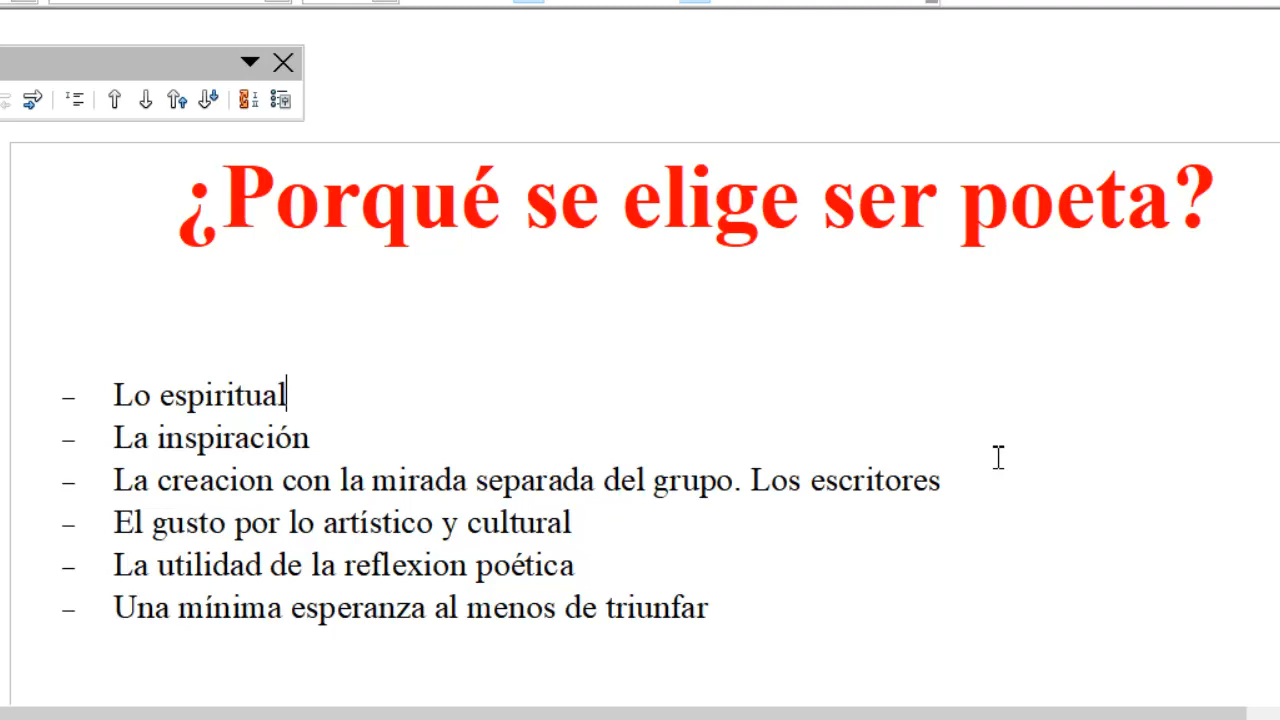 ¿Porqué se elige ser poeta?
– Lo espiritual
– La inspiración
– La creacion con la mirada separada del grupo. Los escritores
– El gusto por lo artístico y cultural
– La utilidad de la reflexion poética
– Una mínima esperanza al menos de triunfar